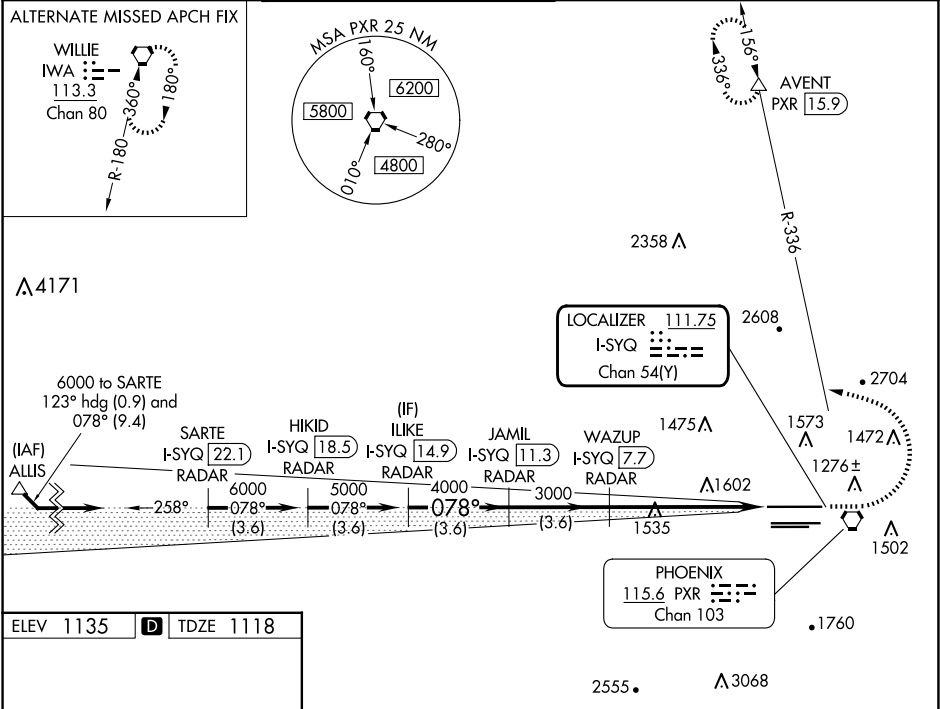 ALTERNATE MISSED APCH FIX
WILLIE
IWA
113.3
Chan 80
R-180
360°
180°
MSA PXR 25 NM
160°
6200
5800
280°
4800
010°
156°
336°
AVENT
PXR 15.9
R-336
2358
4171
LOCALIZER 111.75
I-SYQ
Chan 54(Y)
2608
2704
6000 to SARTE
123° hdg (0.9) and
078° (9.4)
(IAF)
ALLIS
SARTE
I-SYQ 22.1
RADAR
HIKID
I-SYQ 18.5
RADAR
(IF)
ILIKE
I-SYQ 14.9
RADAR
JAMIL
I-SYQ 11.3
RADAR
WAZUP
I-SYQ 7.7
RADAR
1475
1573
1472
1276±
1602
258°
6000
078°
(3.6)
5000
078°
(3.6)
4000
078°
3000
(3.6)
1535
1502
PHOENIX
115.6 PXR
Chan 103
1760
ELEV 1135 D TDZE 1118
2555
3068